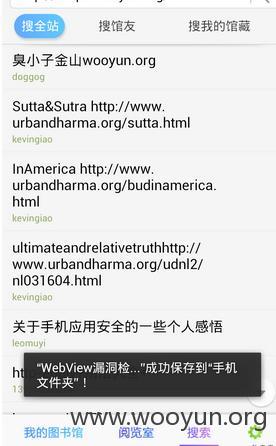 搜全站 搜馆友 搜我的馆藏
臭小子金山wooyun.org
doggog
Sutta&Sutra http://www.
urbandharma.org/sutta.html
kevingiao
InAmerica http://www.
urbandharma.org/budinamerica.
html
kevingiao
ultimateandrelativetruthhttp://
www.urbandharma.org/udnl2/
nl031604.html
kevingiao
关于手机应用安全的一些个人感悟
leomuyi
“WebView漏洞检...”成功保存到“手机
文件夹”！
www.wooyun.org
我的图书馆 阅览室 搜索